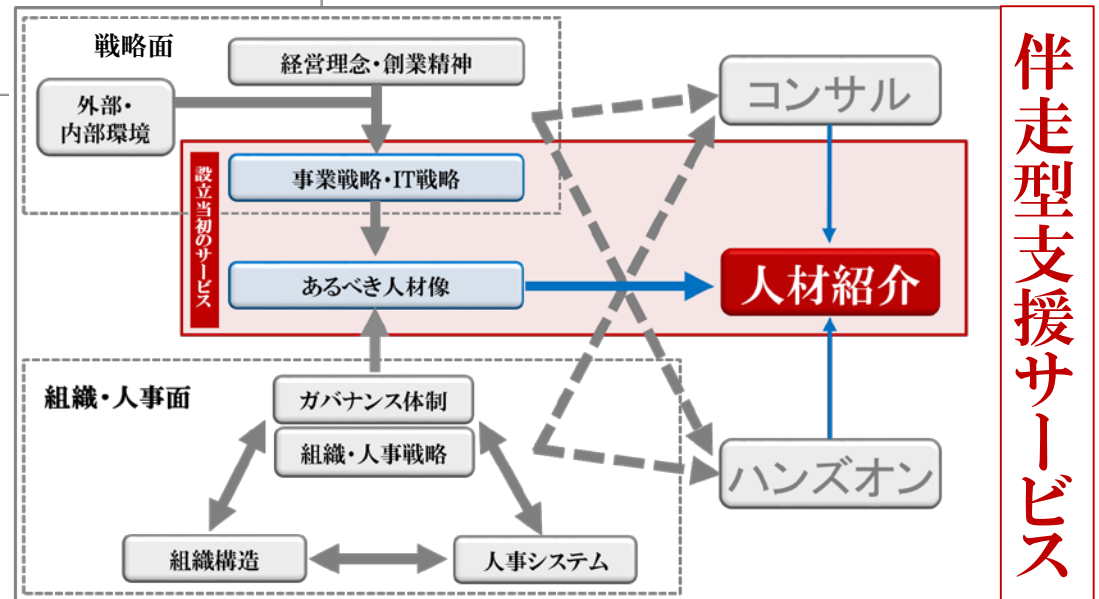 戦略面
経営理念・創業精神
外部・
内部環境
コンサル
設立当初のサービス
事業戦略・IT戦略
あるべき人材像
人材紹介
組織・人事面
ガバナンス体制
組織・人事戦略
ハンズオン
組織構造
人事システム
伴走型支援サービス